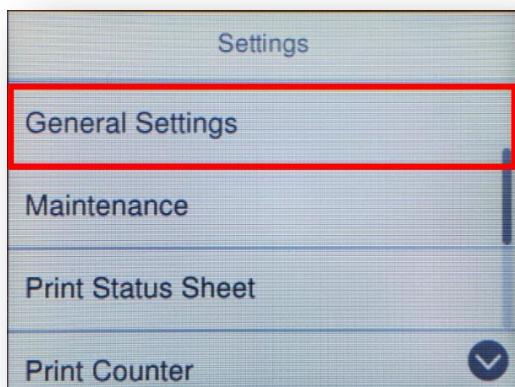 Settings
General Settings
Maintenance
Print Status Sheet
Print Counter